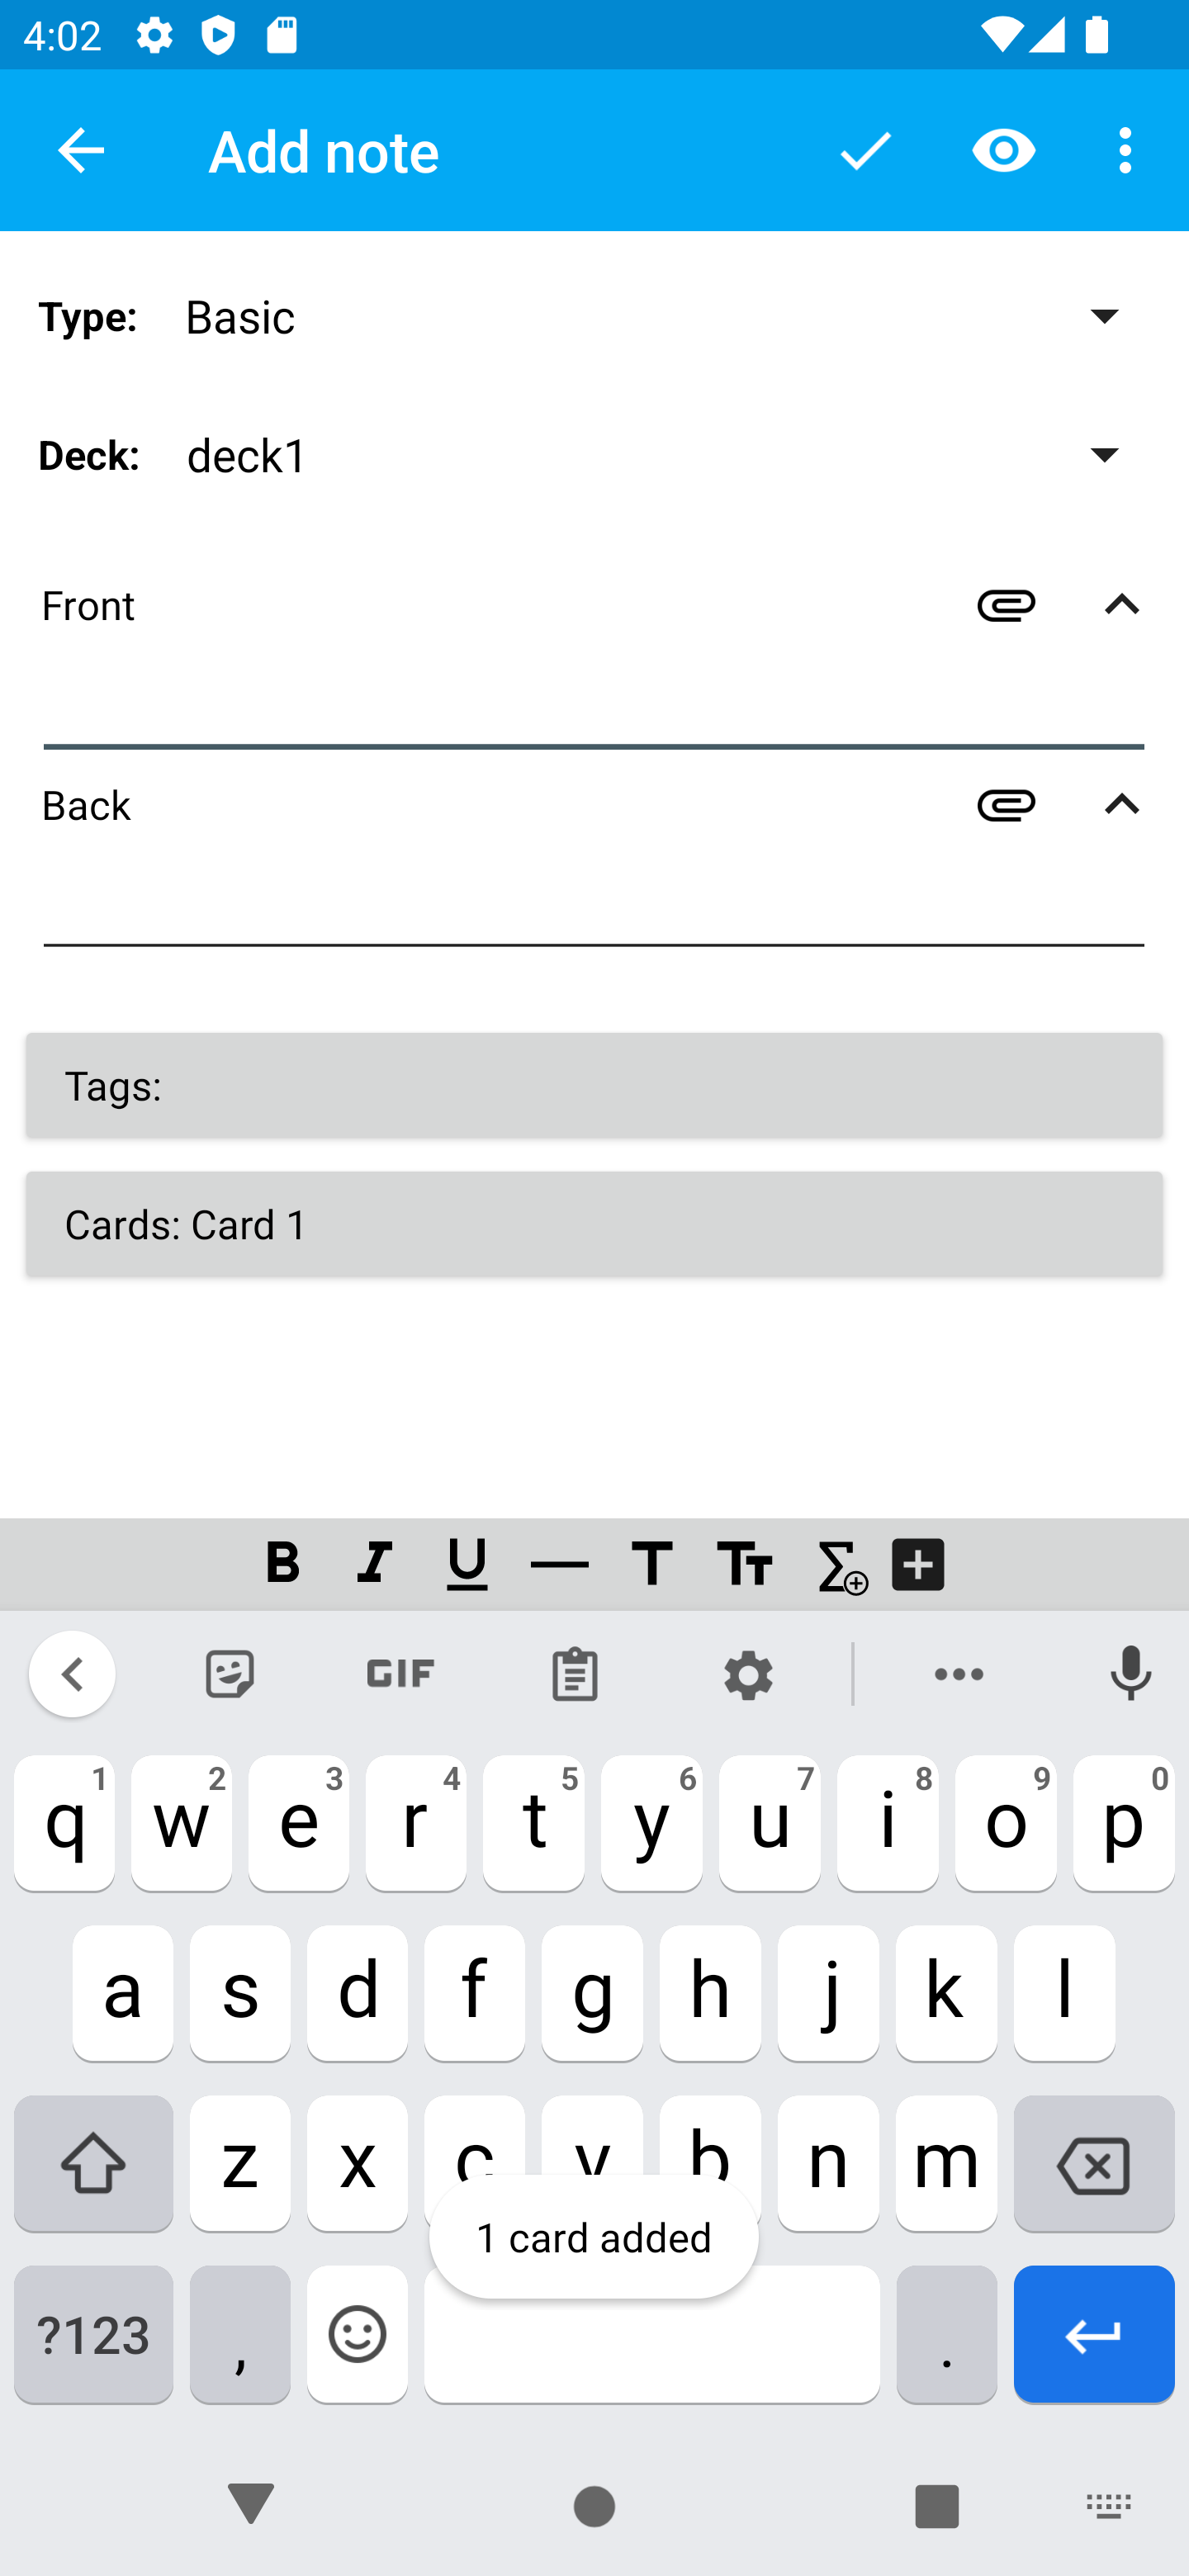 4:02
Add note
Type: Basic
Deck: deck1
Front
Back
Tags:
Cards: Card 1
B I U T TT
GIF
q1 w2 e3 r4 t5 y6 u7 i8 o9 p0
a s d f g h j k l
z x c v b n m
1 card added
?123 , .